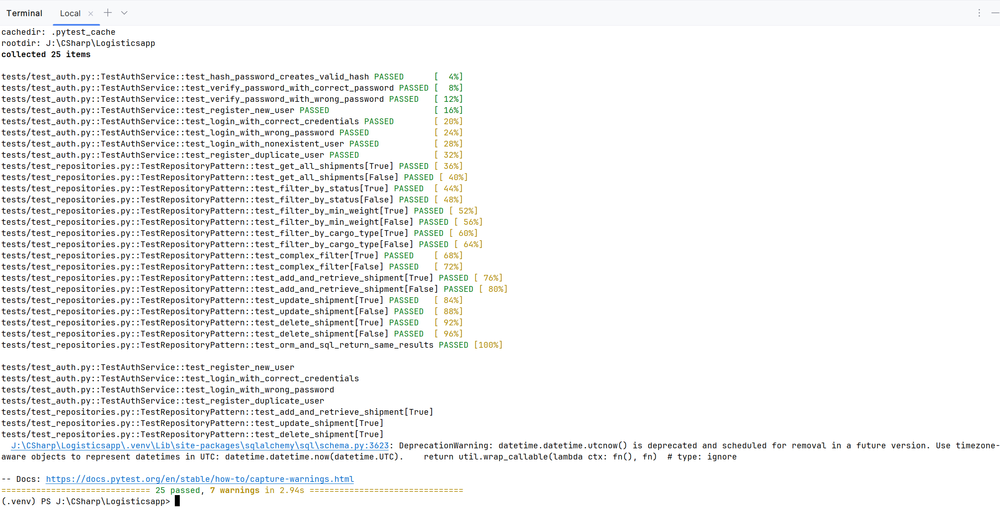 Terminal Local
cachedir: .pytest_cache
rootdir: J:\CSharp\Logisticsapp
collected 25 items
tests/test_auth.py::TestAuthService::test_hash_password_creates_valid_hash PASSED      [  4%]
tests/test_auth.py::TestAuthService::test_verify_password_with_correct_password PASSED [  8%]
tests/test_auth.py::TestAuthService::test_verify_password_with_wrong_password PASSED   [ 12%]
tests/test_auth.py::TestAuthService::test_register_new_user PASSED                     [ 16%]
tests/test_auth.py::TestAuthService::test_login_with_correct_credentials PASSED        [ 20%]
tests/test_auth.py::TestAuthService::test_login_with_wrong_password PASSED             [ 24%]
tests/test_auth.py::TestAuthService::test_login_with_nonexistent_user PASSED           [ 28%]
tests/test_auth.py::TestAuthService::test_register_duplicate_user PASSED               [ 32%]
tests/test_repositories.py::TestRepositoryPattern::test_get_all_shipments[True] PASSED [ 36%]
tests/test_repositories.py::TestRepositoryPattern::test_get_all_shipments[False] PASSED [ 40%]
tests/test_repositories.py::TestRepositoryPattern::test_filter_by_status[True] PASSED  [ 44%]
tests/test_repositories.py::TestRepositoryPattern::test_filter_by_status[False] PASSED [ 48%]
tests/test_repositories.py::TestRepositoryPattern::test_filter_by_min_weight[True] PASSED [ 52%]
tests/test_repositories.py::TestRepositoryPattern::test_filter_by_min_weight[False] PASSED [ 56%]
tests/test_repositories.py::TestRepositoryPattern::test_filter_by_cargo_type[True] PASSED [ 60%]
tests/test_repositories.py::TestRepositoryPattern::test_filter_by_cargo_type[False] PASSED [ 64%]
tests/test_repositories.py::TestRepositoryPattern::test_complex_filter[True] PASSED    [ 68%]
tests/test_repositories.py::TestRepositoryPattern::test_complex_filter[False] PASSED   [ 72%]
tests/test_repositories.py::TestRepositoryPattern::test_add_and_retrieve_shipment[True] PASSED [ 76%]
tests/test_repositories.py::TestRepositoryPattern::test_add_and_retrieve_shipment[False] PASSED [ 80%]
tests/test_repositories.py::TestRepositoryPattern::test_update_shipment[True] PASSED   [ 84%]
tests/test_repositories.py::TestRepositoryPattern::test_update_shipment[False] PASSED  [ 88%]
tests/test_repositories.py::TestRepositoryPattern::test_delete_shipment[True] PASSED   [ 92%]
tests/test_repositories.py::TestRepositoryPattern::test_delete_shipment[False] PASSED  [ 96%]
tests/test_repositories.py::TestRepositoryPattern::test_orm_and_sql_return_same_results PASSED [100%]
tests/test_auth.py::TestAuthService::test_register_new_user
tests/test_auth.py::TestAuthService::test_login_with_correct_credentials
tests/test_auth.py::TestAuthService::test_login_with_wrong_password
tests/test_auth.py::TestAuthService::test_register_duplicate_user
tests/test_repositories.py::TestRepositoryPattern::test_add_and_retrieve_shipment[True]
tests/test_repositories.py::TestRepositoryPattern::test_update_shipment[True]
tests/test_repositories.py::TestRepositoryPattern::test_delete_shipment[True]
  J:\CSharp\Logisticsapp\.venv\Lib\site-packages\sqlalchemy\sql\schema.py:3623: DeprecationWarning: datetime.datetime.utcnow() is deprecated and scheduled for removal in a future version. Use timezone-
aware objects to represent datetimes in UTC: datetime.datetime.now(datetime.UTC).    return util.wrap_callable(lambda ctx: fn(), fn)  # type: ignore
-- Docs: https://docs.pytest.org/en/stable/how-to/capture-warnings.html
============================== 25 passed, 7 warnings in 2.94s ===============================
(.venv) PS J:\CSharp\Logisticsapp>